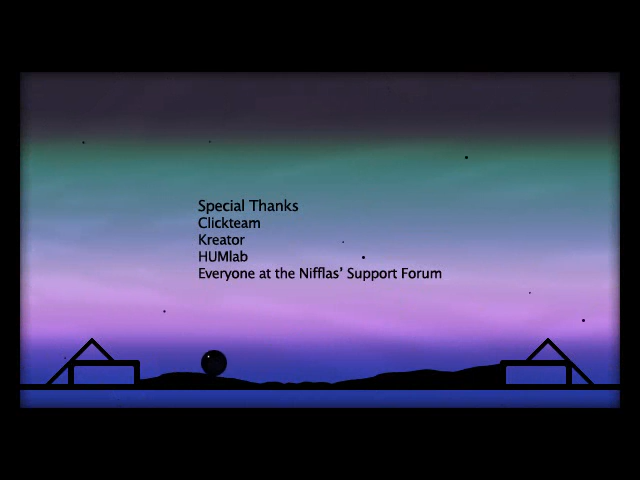 Special Thanks
Clickteam
Kreator
HUMlab
Everyone at the Nifflas' Support Forum